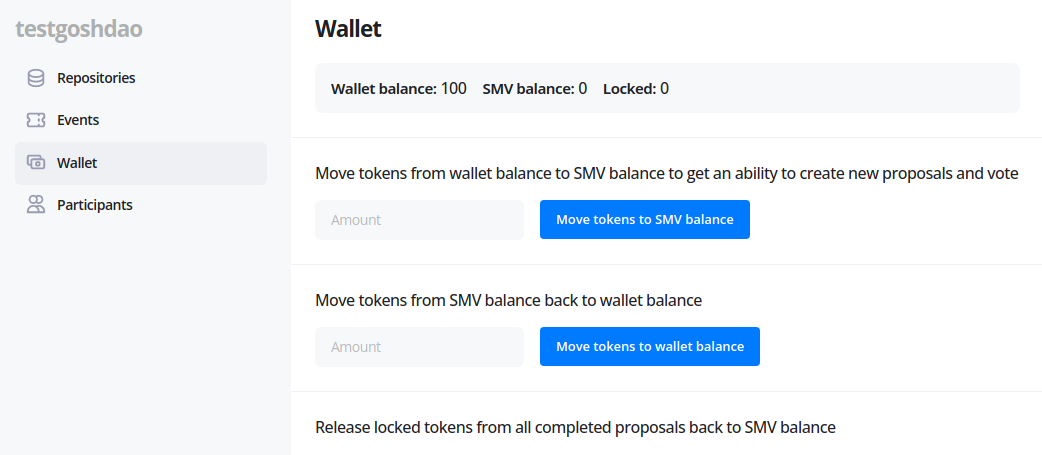 testgoshdao
Repositories
Events
Wallet
Participants
Wallet
Wallet balance: 100 SMV balance: 0 Locked: 0
Move tokens from wallet balance to SMV balance to get an ability to create new proposals and vote
Amount Move tokens to SMV balance
Move tokens from SMV balance back to wallet balance
Amount Move tokens to wallet balance
Release locked tokens from all completed proposals back to SMV balance